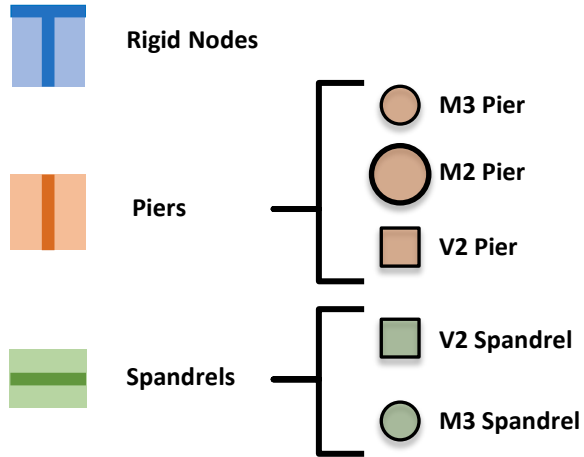 Rigid Nodes
Piers
M3 Pier
M2 Pier
V2 Pier
Spandrels
V2 Spandrel
M3 Spandrel